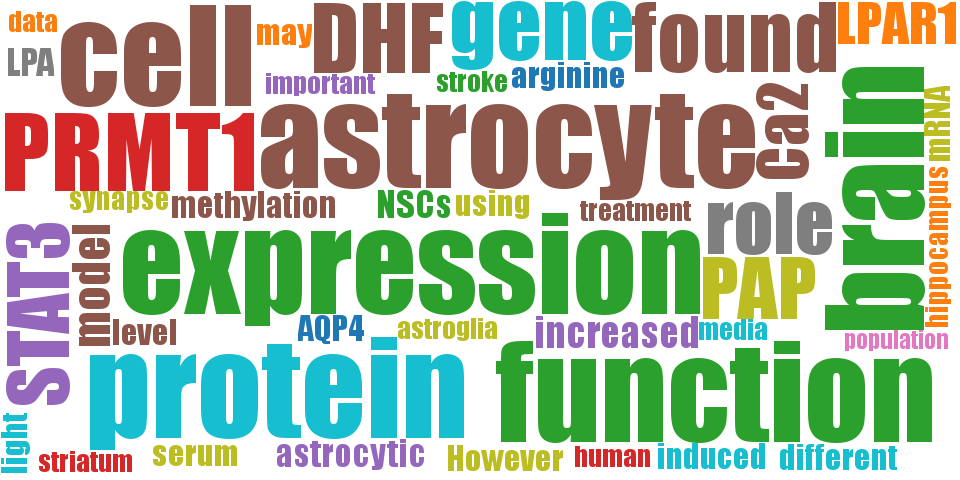 data
cell
may
DHF
gene
found
LPAR1
LPA
important
stroke
arginine
PRMT1
astrocyte
Ca2
brain
mRNA
synapse
methylation
NSCs
using
treatment
role
hippocampus
STAT3
model
expression
PAP
level
AQP4
astroglia
increased
media
population
protein
function
light
striatum
serum
astrocytic
However
human
induced
different